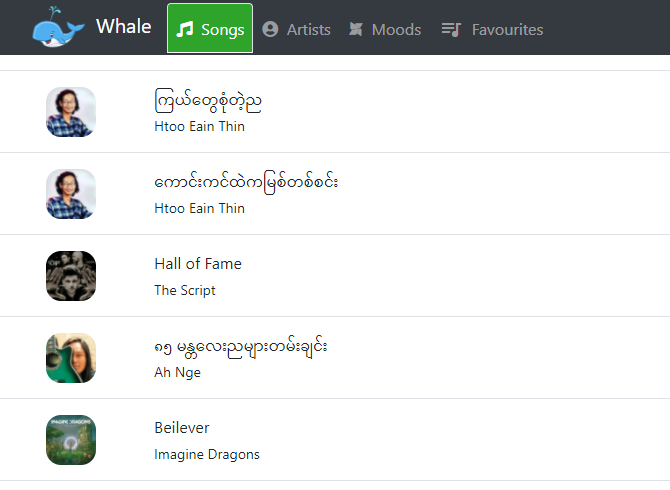 Whale
Songs
Artists
Moods
Favourites
ကြယ်တွေစုံတဲ့ည
Htoo Eain Thin
ကောင်းကင်ထဲကမြစ်တစ်စင်း
Htoo Eain Thin
Hall of Fame
The Script
၈၅ မန္တလေးညများတမ်းချင်း
Ah Nge
Beilever
IMAGINE DRAGONS
Imagine Dragons